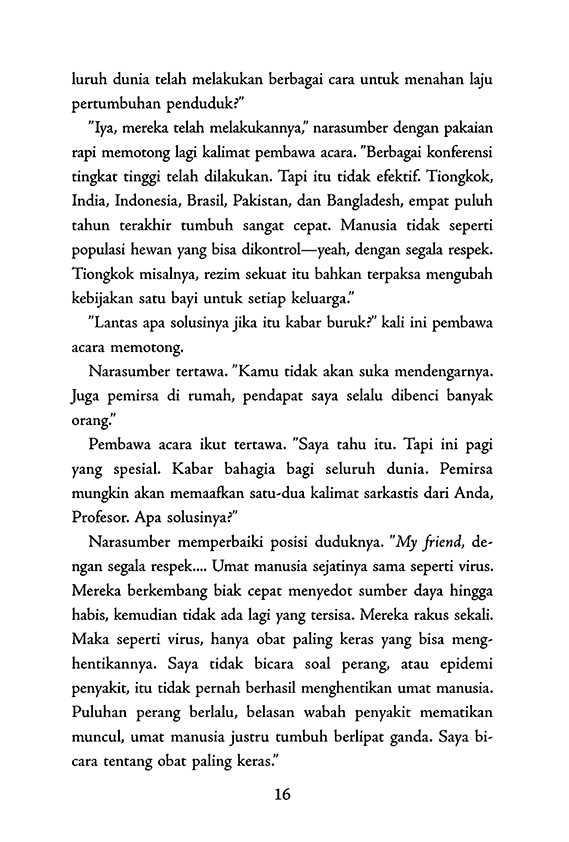 luruh dunia telah melakukan berbagai cara untuk menahan laju
pertumbuhan penduduk?"
"Iya, mereka telah melakukannya," narasumber dengan pakaian
rapi memotong lagi kalimat pembawa acara. "Berbagai konferensi
tingkat tinggi telah dilakukan. Tapi itu tidak efektif. Tiongkok,
India, Indonesia, Brasil, Pakistan, dan Bangladesh, empat puluh
tahun terakhir tumbuh sangat cepat. Manusia tidak seperti
populasi hewan yang bisa dikontrol—yeah, dengan segala respek.
Tiongkok misalnya, rezim sekuat itu bahkan terpaksa mengubah
kebijakan satu bayi untuk setiap keluarga."
"Lantas apa solusinya jika itu kabar buruk?" kali ini pembawa
acara memotong.
Narasumber tertawa. "Kamu tidak akan suka mendengarnya.
Juga pemirsa di rumah, pendapat saya selalu dibenci banyak
orang."
Pembawa acara ikut tertawa. "Saya tahu itu. Tapi ini pagi
yang spesial. Kabar bahagia bagi seluruh dunia. Pemirsa
mungkin akan memaafkan satu-dua kalimat sarkastis dari Anda,
Profesor. Apa solusinya?"
Narasumber memperbaiki posisi duduknya. "My friend, de-
ngan segala respek.... Umat manusia sejatinya sama seperti virus.
Mereka berkembang biak cepat menyedot sumber daya hingga
habis, kemudian tidak ada lagi yang tersisa. Mereka rakus sekali.
Maka seperti virus, hanya obat paling keras yang bisa meng-
hentikannya. Saya tidak bicara soal perang, atau epidemi
penyakit, itu tidak pernah berhasil menghentikan umat manusia.
Puluhan perang berlalu, belasan wabah penyakit mematikan
muncul, umat manusia justru tumbuh berlipat ganda. Saya bi-
cara tentang obat paling keras."
16